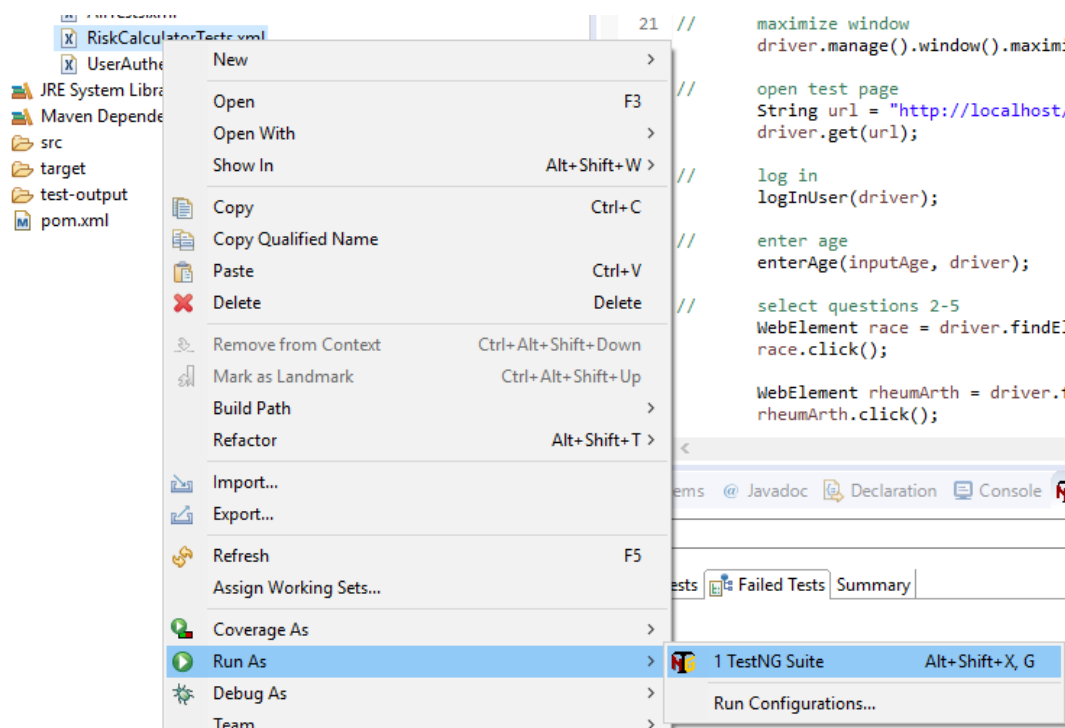 RiskCalculatorTests.xml
UserAuthe
JRE System Libra
Maven Depende
src
target
test-output
pom.xml
New
Open F3
Open With
Show In Alt+Shift+W
Copy Ctrl+C
Copy Qualified Name
Paste Ctrl+V
Delete Delete
Remove from Context Ctrl+Alt+Shift+Down
Mark as Landmark Ctrl+Alt+Shift+Up
Build Path
Refactor Alt+Shift+T
Import...
Export...
Refresh F5
Assign Working Sets...
Coverage As
Run As
Debug As
Team
1 TestNG Suite Alt+Shift+X, G
Run Configurations...
21 // maximize window
driver.manage().window().maximi
// open test page
String url = "http://localhost/
driver.get(url);
// log in
logInUser(driver);
// enter age
enterAge(inputAge, driver);
// select questions 2-5
WebElement race = driver.findEl
race.click();
WebElement rheumArth = driver.f
rheumArth.click();
ems @ Javadoc Declaration Console
ests Failed Tests Summary